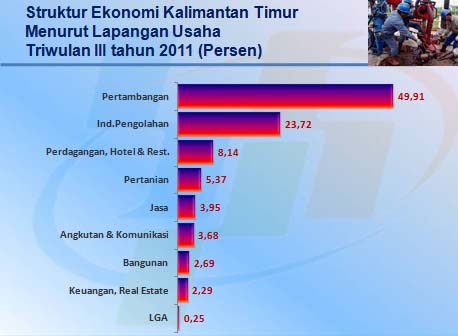 Struktur Ekonomi Kalimantan Timur
Menurut Lapangan Usaha
Triwulan III tahun 2011 (Persen)
Pertambangan 49,91
Ind.Pengolahan 23,72
Perdagangan, Hotel & Rest. 8,14
Pertanian 5,37
Jasa 3,95
Angkutan & Komunikasi 3,68
Bangunan 2,69
Keuangan, Real Estate 2,29
LGA 0,25